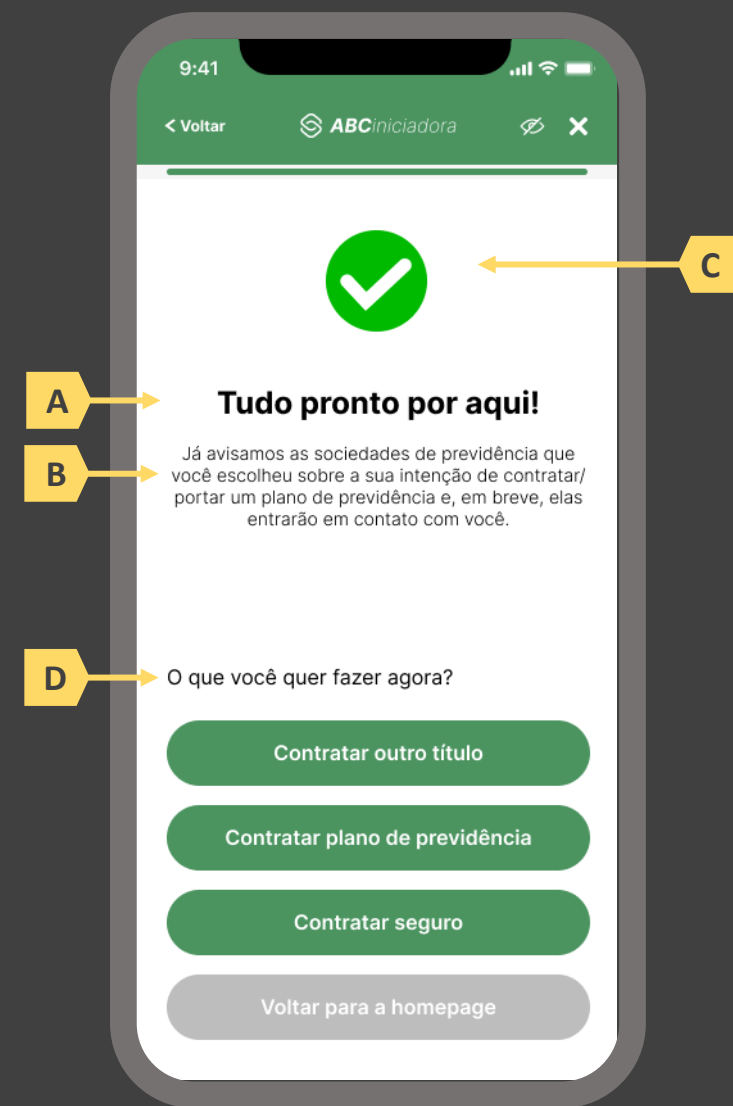 9:41
< Voltar
ABCiniciadora
C
A
Tudo pronto por aqui!
B
Já avisamos as sociedades de previdência que
você escolheu sobre a sua intenção de contratar/
portar um plano de previdência e, em breve, elas
entrarão em contato com você.
D
O que você quer fazer agora?
Contratar outro título
Contratar plano de previdência
Contratar seguro
Voltar para a homepage